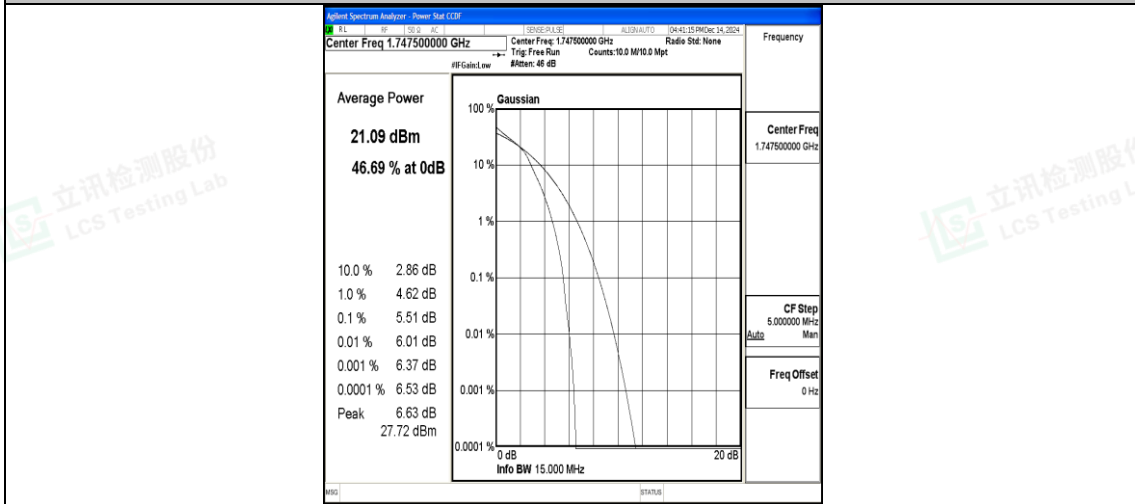 Agilent Spectrum Analyzer - Power Stat CCDF
LXI RL RF 50 Ω AC SENSE:PULSE ALIGNAUTO 04:41:15 PMDec 14, 2024
Center Freq 1.747500000 GHz
Center Freq: 1.747500000 GHz Radio Std: None
Trig: Free Run Counts:10.0 M/10.0 Mpt
#IFGain:Low #Atten: 46 dB
Frequency
Average Power
21.09 dBm
46.69 % at 0dB
10.0 % 2.86 dB
1.0 % 4.62 dB
0.1 % 5.51 dB
0.01 % 6.01 dB
0.001 % 6.37 dB
0.0001 % 6.53 dB
Peak 6.63 dB
27.72 dBm
Gaussian
100 %
10 %
1 %
0.1 %
0.01 %
0.001 %
0.0001 %
0 dB 20 dB
Info BW 15.000 MHz
Center Freq
1.747500000 GHz
CF Step
5.000000 MHz
Auto Man
Freq Offset
0 Hz
MSG STATUS
立讯检测股份
LCS Testing Lab
立讯检测股份
LCS Testing L